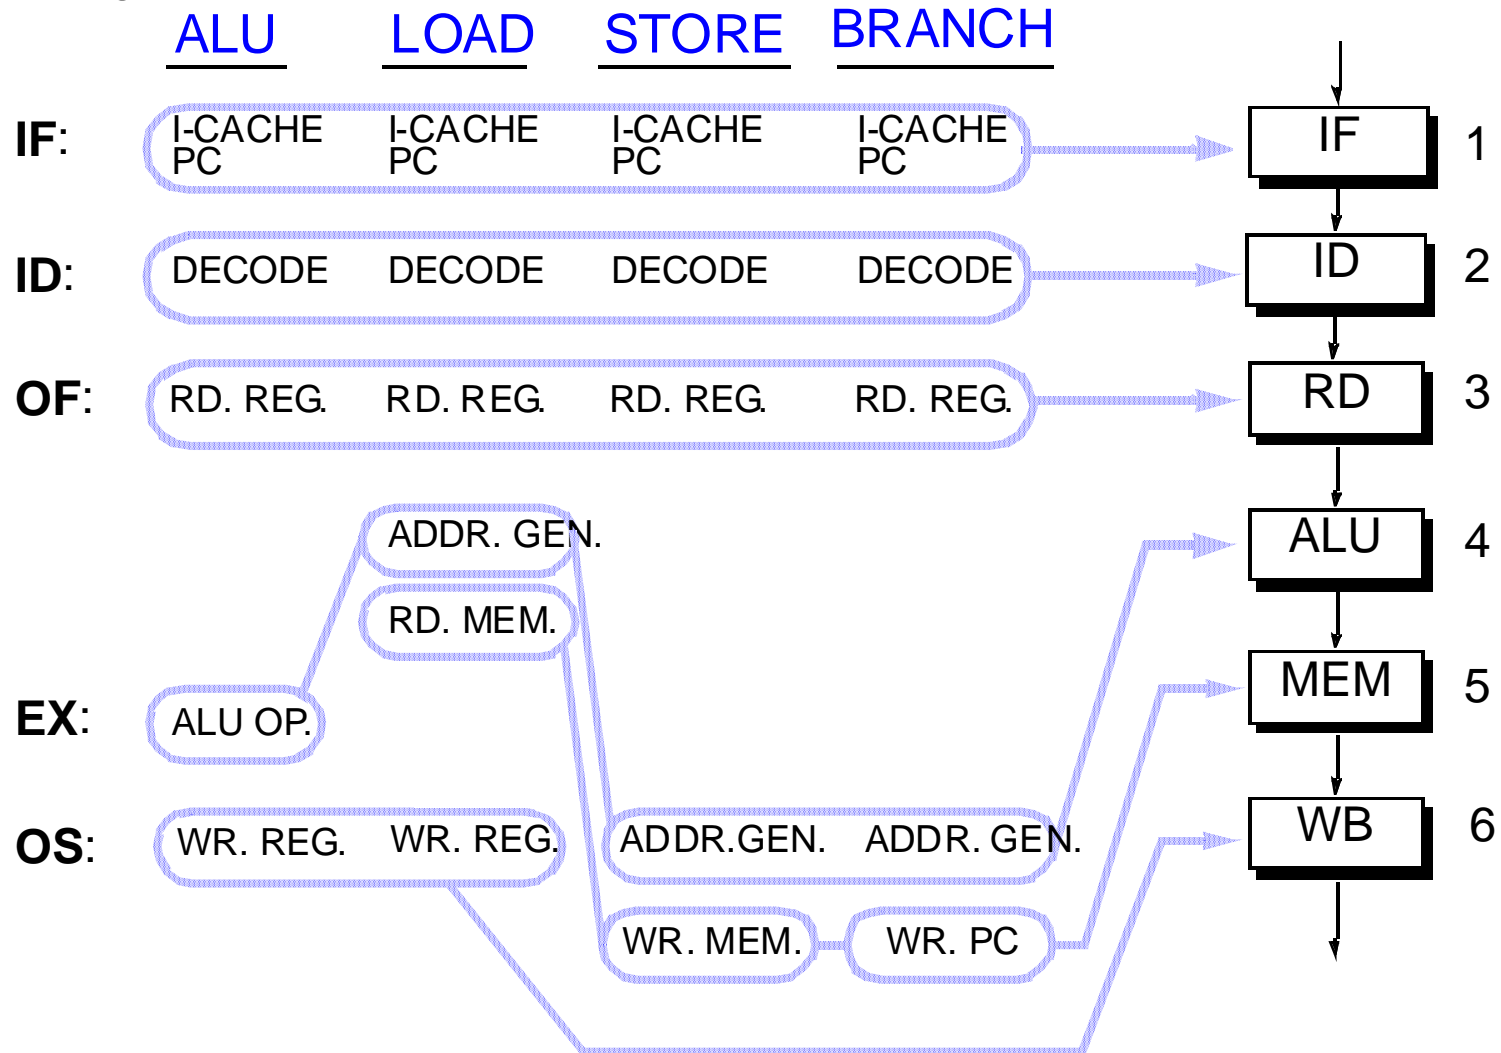 ALU LOAD STORE BRANCH
IF: I-CACHE I-CACHE I-CACHE I-CACHE IF 1
PC PC PC PC
ID: DECODE DECODE DECODE DECODE ID 2
OF: RD. REG. RD. REG. RD. REG. RD. REG. RD 3
ADDR. GEN. ALU 4
RD. MEM.
MEM 5
EX: ALU OP.
OS: WR. REG. WR. REG. ADDR.GEN. ADDR. GEN. WB 6
WR. MEM. WR. PC